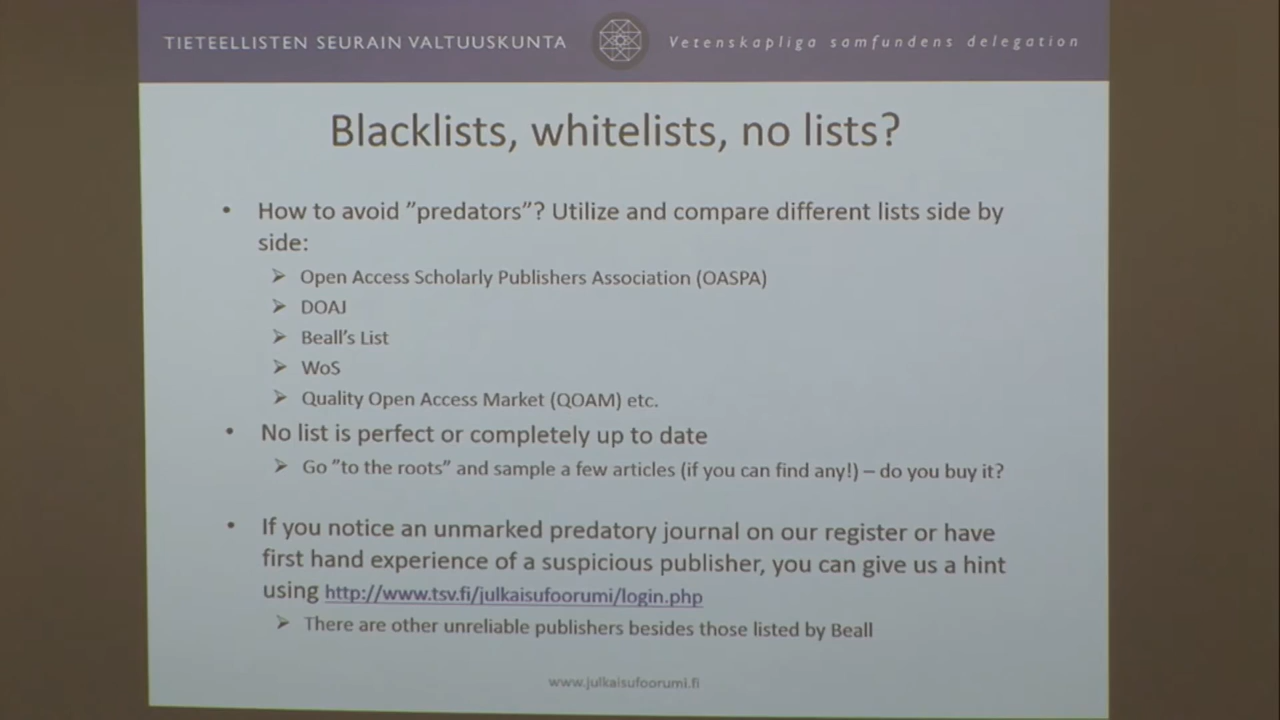 TIETEELLISTEN SEURAIN VALTUUSKUNTA
Vetenskapliga samfundens delegation
Blacklists, whitelists, no lists?
• How to avoid ”predators”? Utilize and compare different lists side by
side:
➢ Open Access Scholarly Publishers Association (OASPA)
➢ DOAJ
➢ Beall’s List
➢ WoS
➢ Quality Open Access Market (QOAM) etc.
• No list is perfect or completely up to date
➢ Go ”to the roots” and sample a few articles (if you can find any!) – do you buy it?
• If you notice an unmarked predatory journal on our register or have
first hand experience of a suspicious publisher, you can give us a hint
using http://www.tsv.fi/julkaisufoorumi/login.php
➢ There are other unreliable publishers besides those listed by Beall
www.julkaisufoorumi.fi